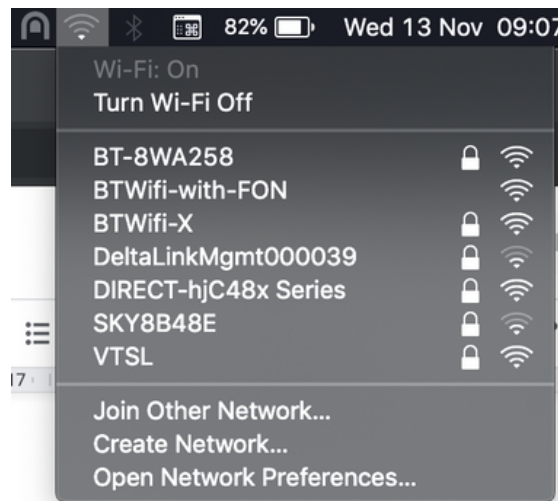 82% Wed 13 Nov 09:07
Wi-Fi: On
Turn Wi-Fi Off
BT-8WA258
BTWifi-with-FON
BTWifi-X
DeltaLinkMgmt000039
DIRECT-hjC48x Series
SKY8B48E
VTSL
17
Join Other Network...
Create Network...
Open Network Preferences...